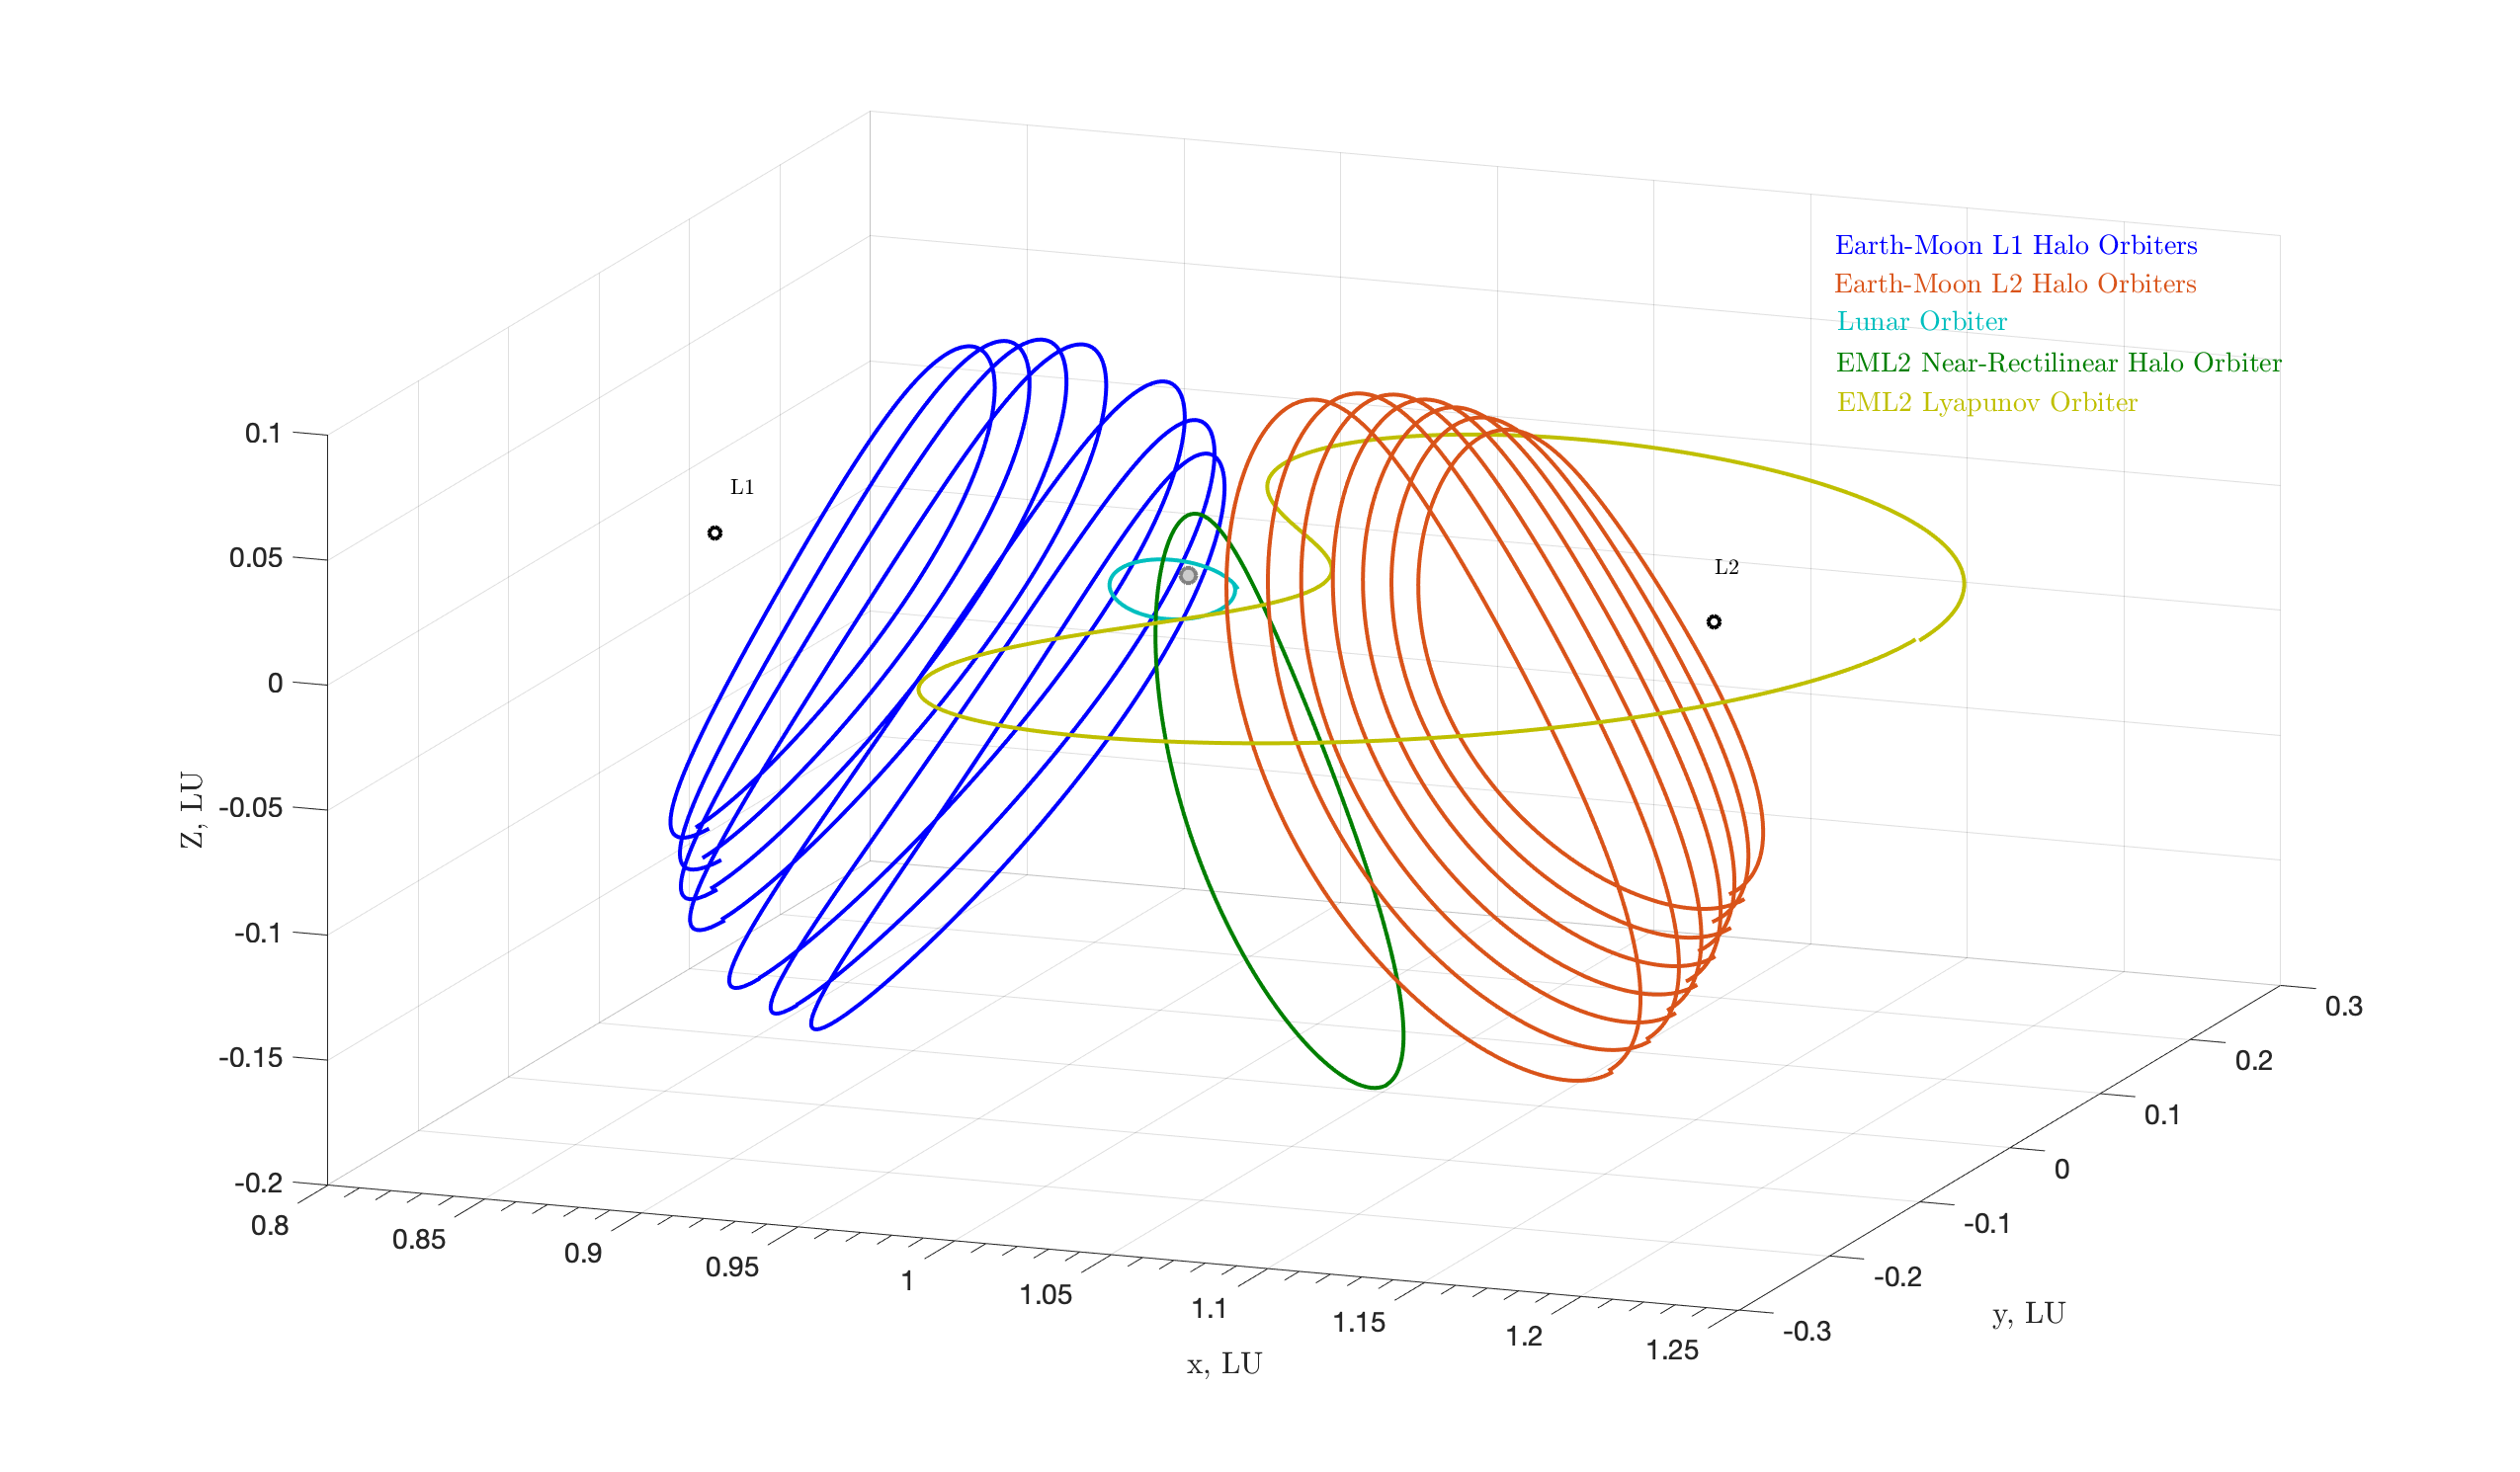 Earth-Moon L1 Halo Orbiters
Earth-Moon L2 Halo Orbiters
Lunar Orbiter
EML2 Near-Rectilinear Halo Orbiter
EML2 Lyapunov Orbiter
L1
L2
0.1
0.05
0
-0.05
-0.1
-0.15
-0.2
Z, LU
0.8
0.85
0.9
0.95
1
1.05
1.1
1.15
1.2
1.25
x, LU
0.3
0.2
0.1
0
-0.1
-0.2
-0.3
y, LU